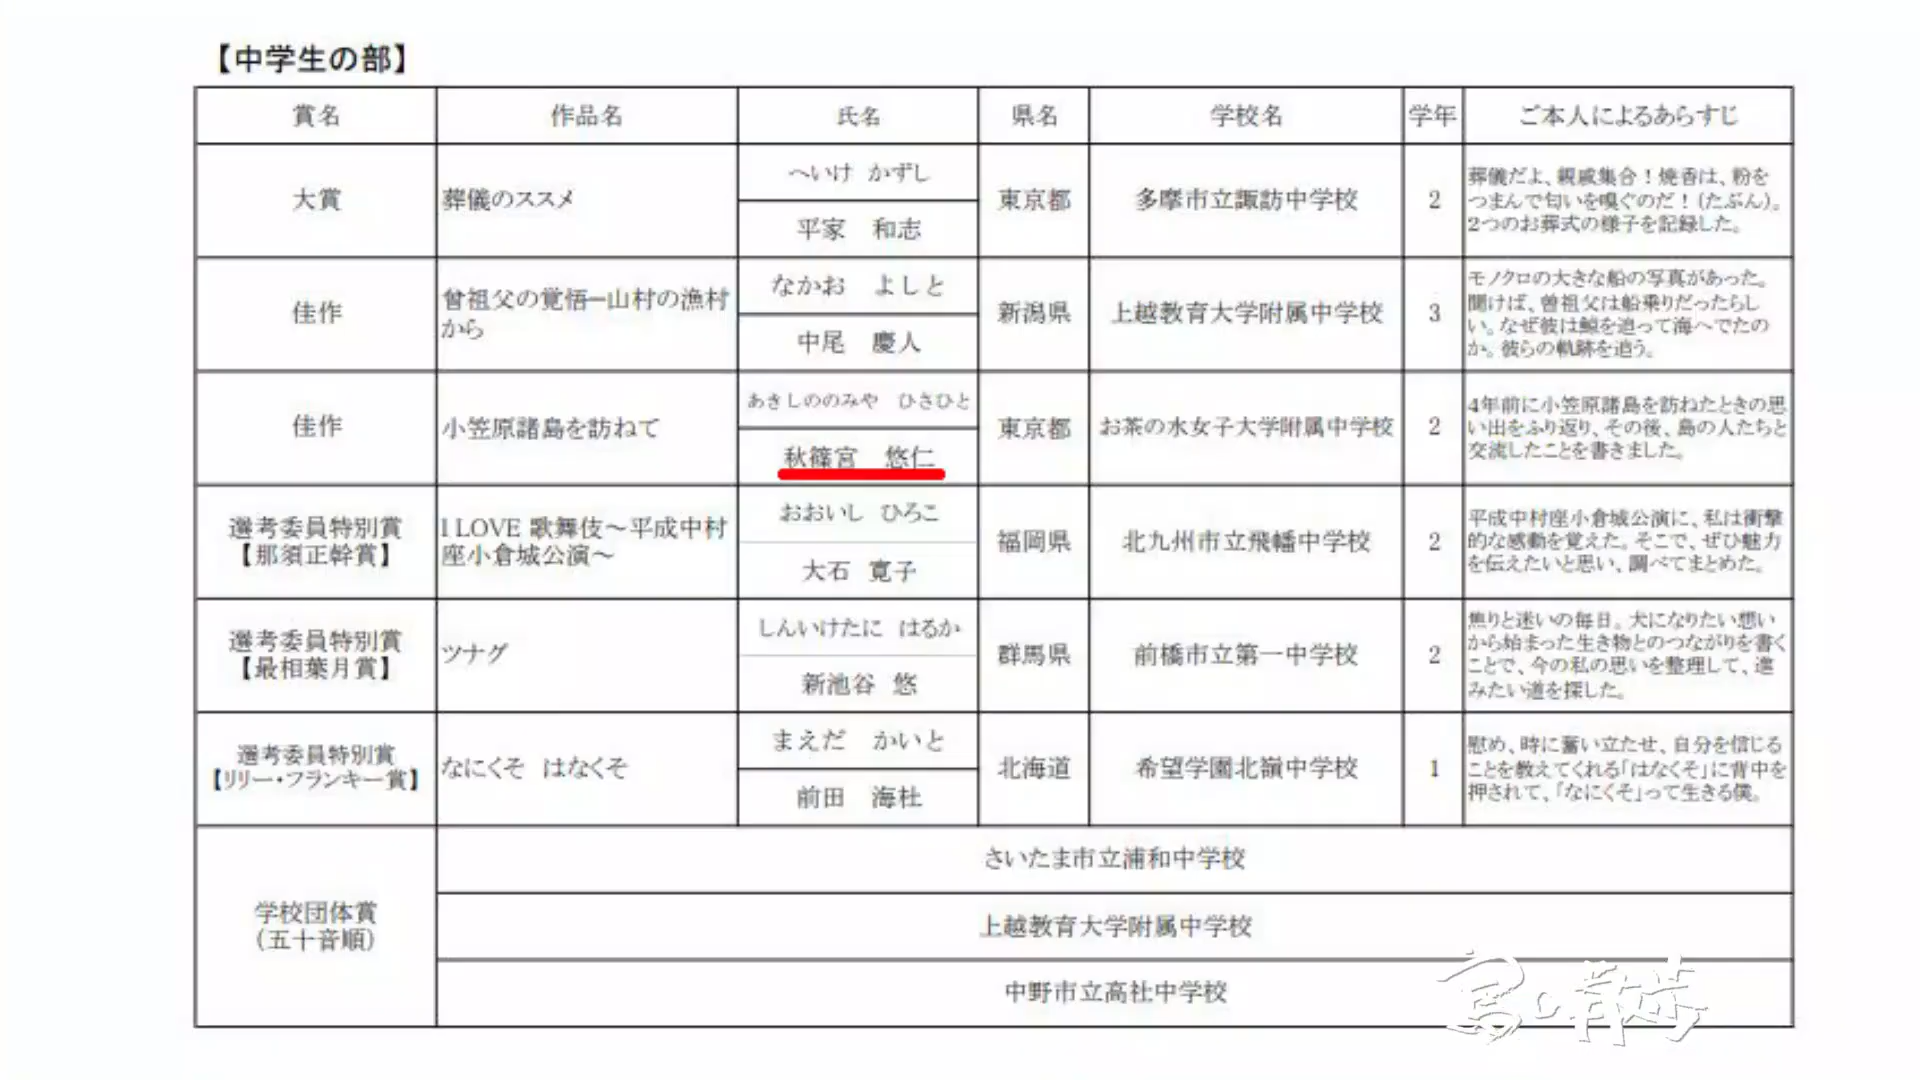 【中学生の部】
賞名 作品名 氏名 県名 学校名 学年 ご本人によるあらすじ
大賞
葬儀のススメ
へいけ かずし
平家 和志
東京都
多摩市立諏訪中学校
2
葬儀だよ、親戚集合！焼香は、粉を
つまんで匂いを嗅ぐのだ！（たぶん）。
2つのお葬式の様子を記録した。
佳作
曾祖父の覚悟ー山村の漁村
から
なかお よしと
中尾 慶人
新潟県
上越教育大学附属中学校
3
モノクロの大きな船の写真があった。
聞けば、曾祖父は船乗りだったらし
い。なぜ彼は鯨を追って海へでたの
か。彼らの軌跡を追う。
佳作
小笠原諸島を訪ねて
あきしののみや ひさひと
秋篠宮 悠仁
東京都
お茶の水女子大学附属中学校
2
4年前に小笠原諸島を訪ねたときの思
い出をふり返り、その後、島の人たちと
交流したことを書きました。
選考委員特別賞
【那須正幹賞】
I LOVE 歌舞伎～平成中村
座小倉城公演～
おおいし ひろこ
大石 寛子
福岡県
北九州市立飛幡中学校
2
平成中村座小倉城公演に、私は衝撃
的な感動を覚えた。そこで、ぜひ魅力
を伝えたいと思い、調べてまとめた。
選考委員特別賞
【最相葉月賞】
ツナグ
しんいけたに はるか
新池谷 悠
群馬県
前橋市立第一中学校
2
焦りと迷いの毎日。犬になりたい想い
から始まった生き物とのつながりを書く
ことで、今の私の思いを整理して、進
みたい道を探した。
選考委員特別賞
【リリー・フランキー賞】
なにくそ はなくそ
まえだ かいと
前田 海杜
北海道
希望学園北嶺中学校
1
慰め、時に奮い立たせ、自分を信じる
ことを教えてくれる「はなくそ」に背中を
押されて、「なにくそ」って生きる僕。
学校団体賞
（五十音順）
さいたま市立浦和中学校
上越教育大学附属中学校
中野市立高社中学校
宮の散歩